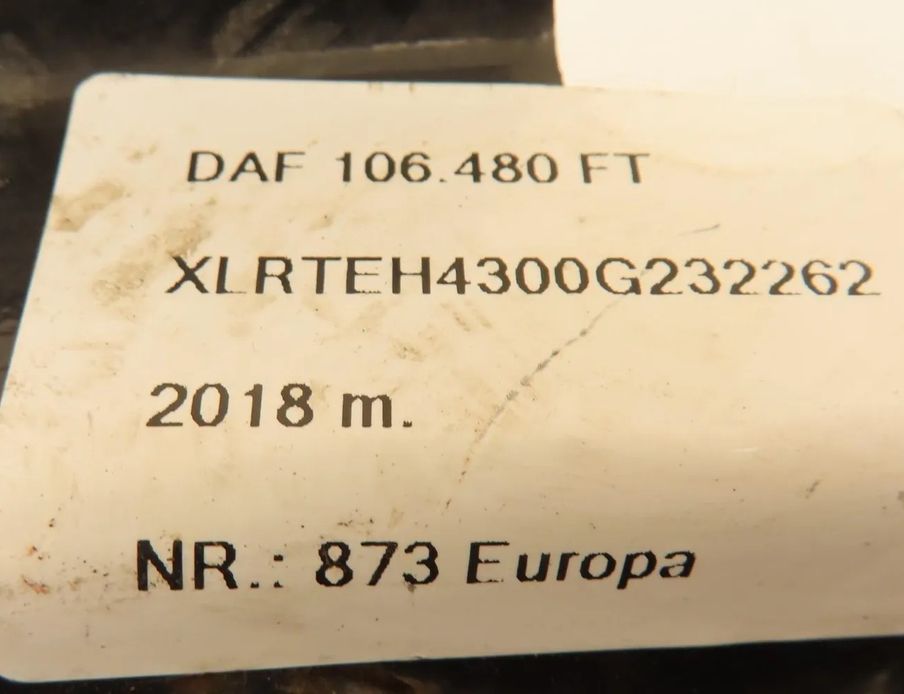 DAF 106.480 FT
XLRTEH4300G232262
2018 m.
NR.: 873 Europa